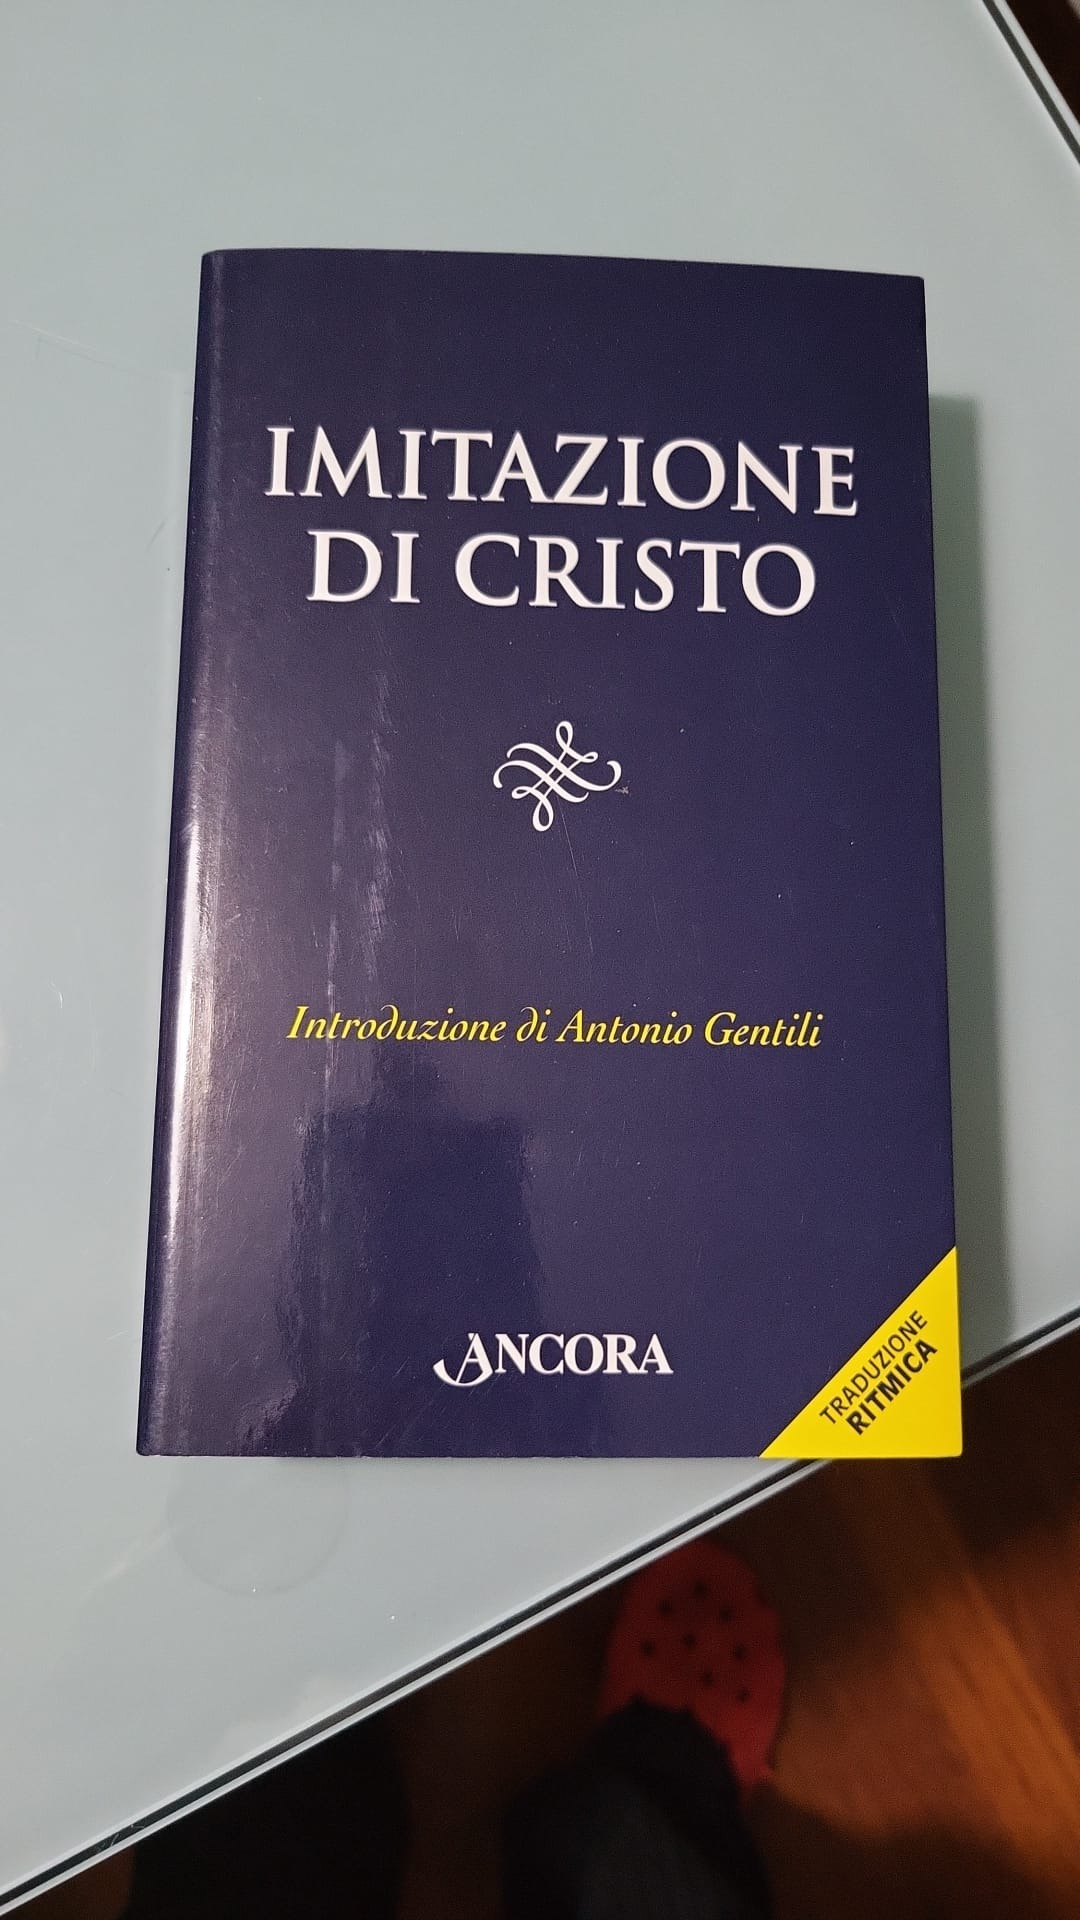 IMITAZIONE
DI CRISTO
Introduzione di Antonio Gentili
ANCORA
TRADUZIONE
RITMICA